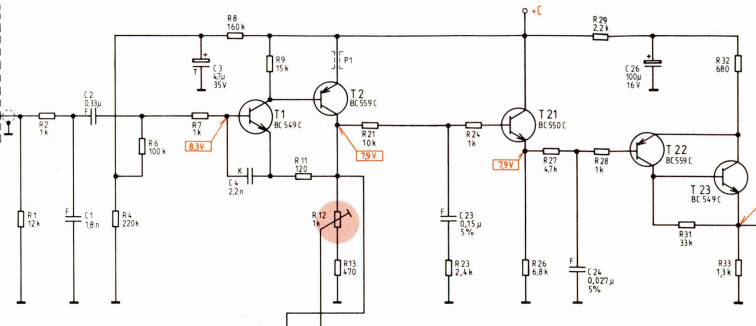 +C
R8
160k
R29
2,2k
R9
15k
P1
C3
47µ
35V
T
C26
100µ
16V
R32
680
C2
0,33µ
F
T2
BC559C
R2
1k
R7
1k
T1
BC549C
T21
BC550C
R21
10k
R24
1k
8,3V
7,9V
7,9V
R6
100k
R27
4,7k
R28
1k
T22
BC559C
T23
BC549C
K
C4
2,2n
R11
120
R1
12k
F
C1
1,8n
R4
220k
R12
1k
F
C23
0,15µ
5%
R31
33k
R13
470
R23
2,4k
R26
6,8k
F
C24
0,027µ
5%
R33
1,3k